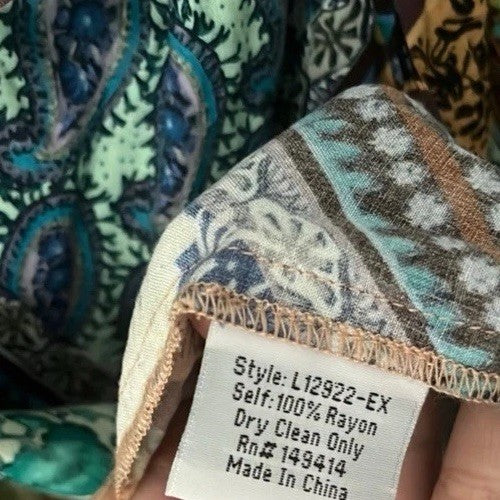 Style: L12922-EX
Self:100% Rayon
Dry Clean Only
Rn#149414
Made In China